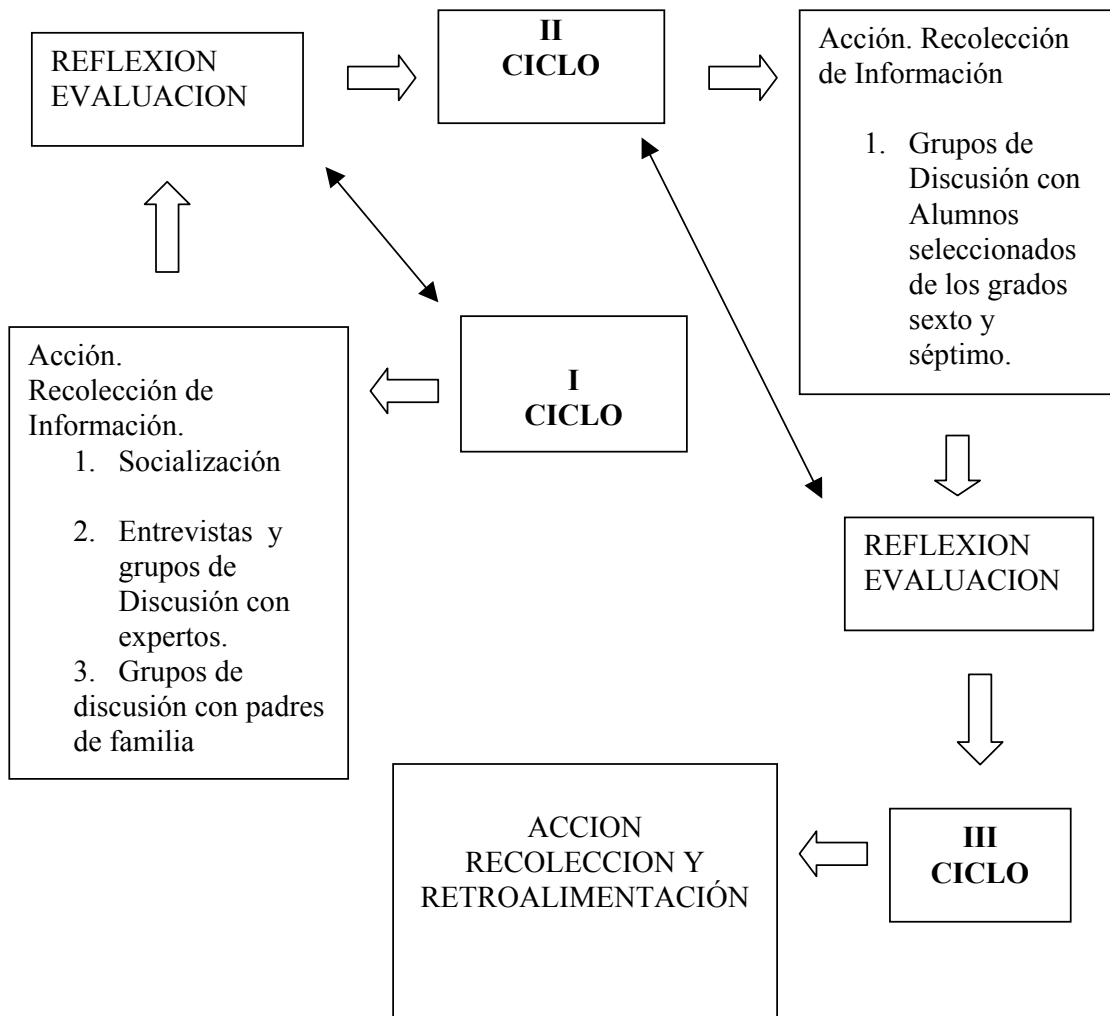 REFLEXION
EVALUACION
II
CICLO
Acción. Recolección
de Información
1. Grupos de
Discusión con
Alumnos
seleccionados
de los grados
sexto y
séptimo.
Acción.
Recolección de
Información.
1. Socialización
2. Entrevistas y
grupos de
Discusión con
expertos.
3. Grupos de
discusión con padres
de familia
I
CICLO
REFLEXION
EVALUACION
ACCION
RECOLECCION Y
RETROALIMENTACIÓN
III
CICLO